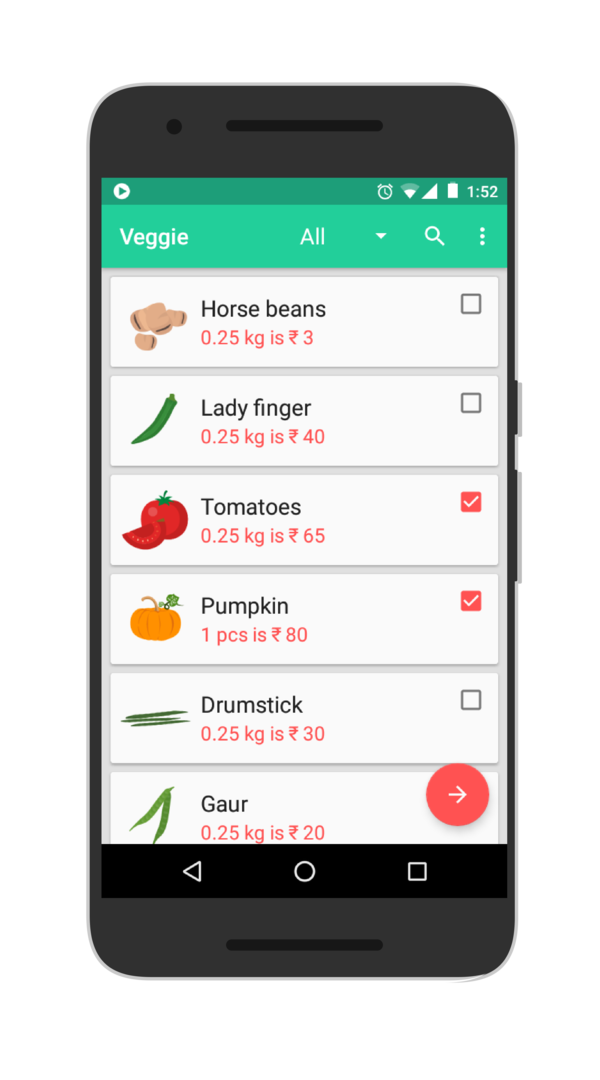 1:52
Veggie All
Horse beans
0.25 kg is ₹ 3
Lady finger
0.25 kg is ₹ 40
Tomatoes
0.25 kg is ₹ 65
Pumpkin
1 pcs is ₹ 80
Drumstick
0.25 kg is ₹ 30
Gaur
0.25 kg is ₹ 20